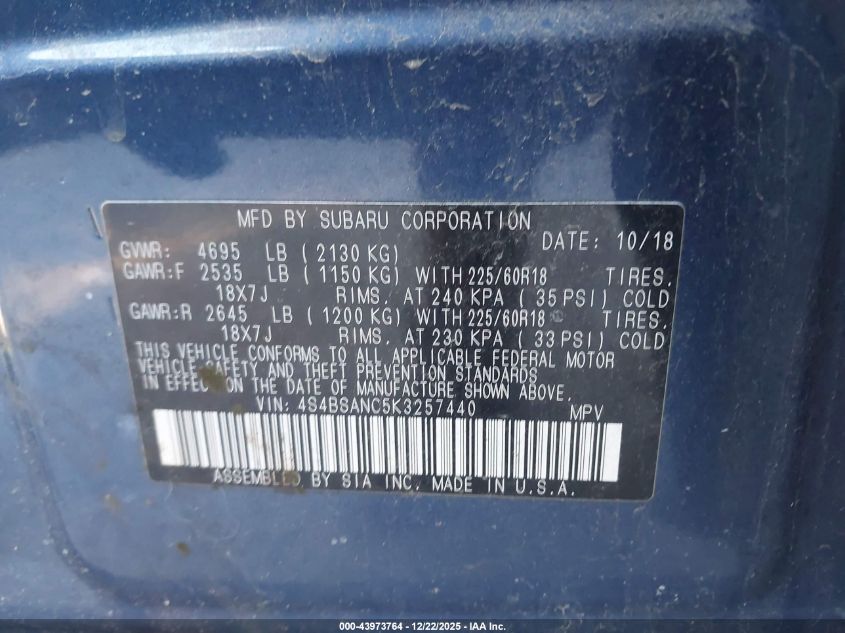 MFD BY SUBARU CORPORATION
DATE: 10/18
GVWR: 4695 LB ( 2130 KG)
GAWR:F 2535 LB ( 1150 KG) WITH 225/60R18 TIRES,
18X7J RIMS, AT 240 KPA ( 35 PSI) COLD
GAWR:R 2645 LB ( 1200 KG) WITH 225/60R18 TIRES,
18X7J RIMS, AT 230 KPA ( 33 PSI) COLD
THIS VEHICLE CONFORMS TO ALL APPLICABLE FEDERAL MOTOR
VEHICLE SAFETY AND THEFT PREVENTION STANDARDS
IN EFFECT ON THE DATE OF MANUFACTURE SHOWN ABOVE.
VIN: 4S4BSANC5K3257440 MPV
ASSEMBLED BY SIA INC. MADE IN U.S.A.
000-43973764 - 12/22/2025 - IAA Inc.